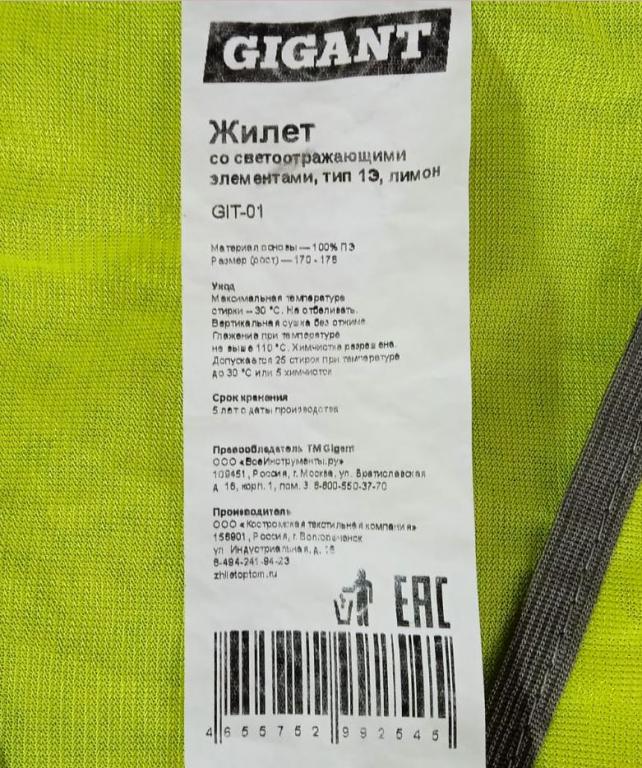 GIGANT
Жилет
со светоотражающими
элементами, тип 1Э, лимон
GIT-01
Материал основы — 100% ПЭ
Размер (рост) — 170 - 176
Уход
Максимальная температура
стирки – 30 °С. Не отбеливать.
Вертикальная сушка без отжима.
Глажение при температуре
не выше 110 °С. Химчистка разрешена.
Допускается 25 стирок при температуре
до 30 °С или 5 химчисток
Срок хранения
5 лет с даты производства
Правообладатель TM Gigant
ООО «ВсеИнструменты.ру»
109451, Россия, г. Москва, ул. Братиславская
д. 16, корп. 1, пом. 3 8-800-550-37-70
Производитель
ООО «Костромская текстильная компания»
156901, Россия, г. Волгореченск
ул. Индустриальная, д. 16
8-494-241-94-23
zhiletoptom.ru
EAC
4 655752 992545